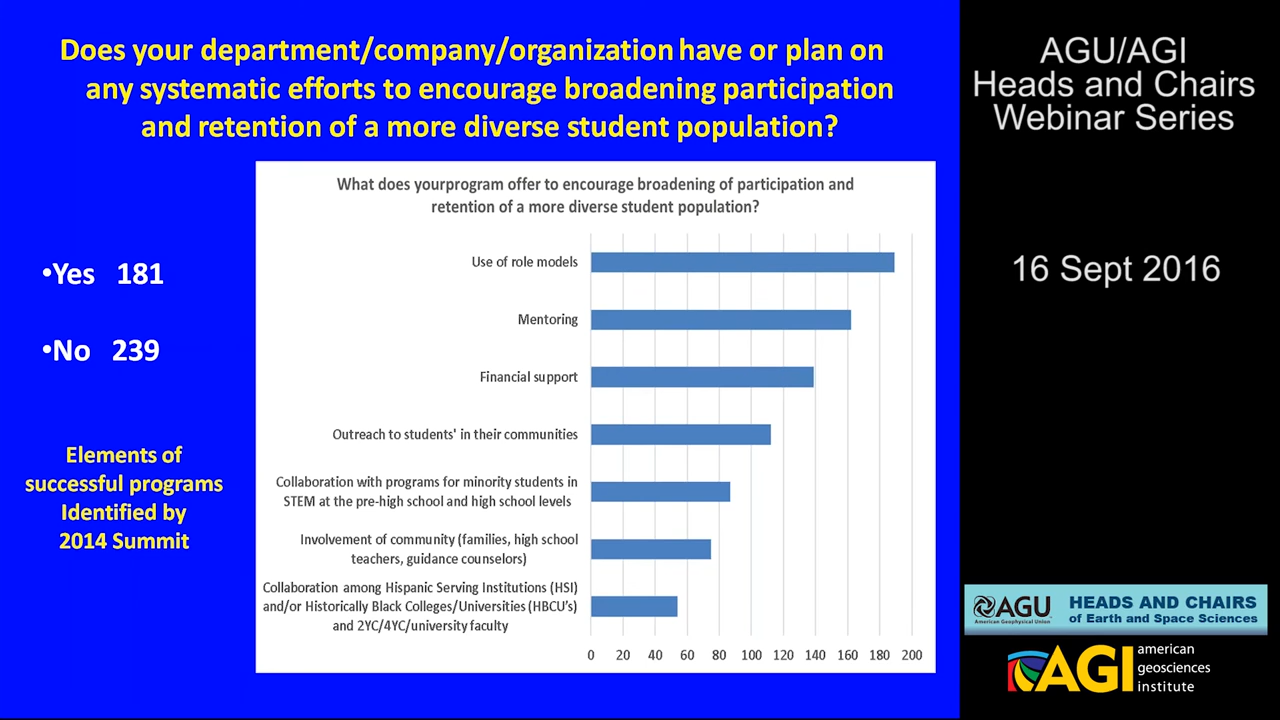 Does your department/company/organization have or plan on
any systematic efforts to encourage broadening participation
and retention of a more diverse student population?
•Yes 181
•No 239
Elements of
successful programs
Identified by
2014 Summit
What does yourprogram offer to encourage broadening of participation and
retention of a more diverse student population?
Use of role models
Mentoring
Financial support
Outreach to students' in their communities
Collaboration with programs for minority students in
STEM at the pre-high school and high school levels
Involvement of community (families, high school
teachers, guidance counselors)
Collaboration among Hispanic Serving Institutions (HSI)
and/or Historically Black Colleges/Universities (HBCU's)
and 2YC/4YC/university faculty
0 20 40 60 80 100 120 140 160 180 200
AGU/AGI
Heads and Chairs
Webinar Series
16 Sept 2016
AGU
American Geophysical Union
HEADS AND CHAIRS
of Earth and Space Sciences
AGI
american
geosciences
institute